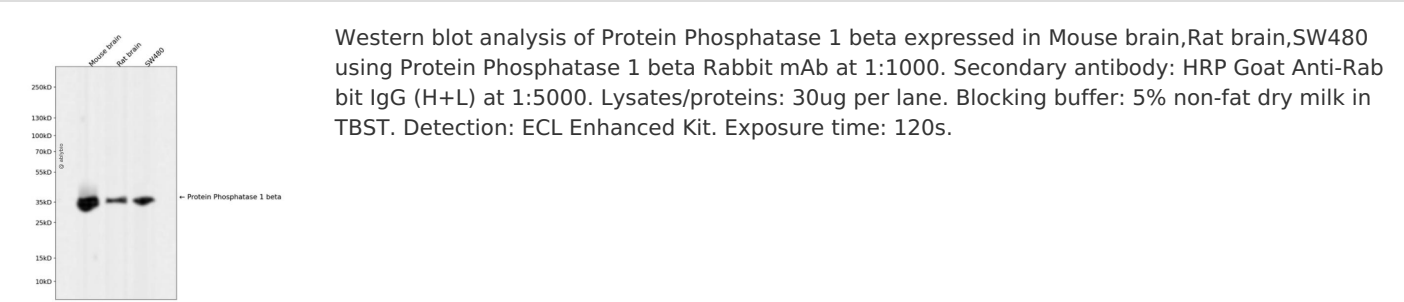 Mouse brain
Rat brain
SW480
250kD
130kD
100kD
70kD
55kD
35kD
25kD
15kD
10kD
© abybio
← Protein Phosphatase 1 beta
Western blot analysis of Protein Phosphatase 1 beta expressed in Mouse brain,Rat brain,SW480
using Protein Phosphatase 1 beta Rabbit mAb at 1:1000. Secondary antibody: HRP Goat Anti-Rab
bit IgG (H+L) at 1:5000. Lysates/proteins: 30ug per lane. Blocking buffer: 5% non-fat dry milk in
TBST. Detection: ECL Enhanced Kit. Exposure time: 120s.